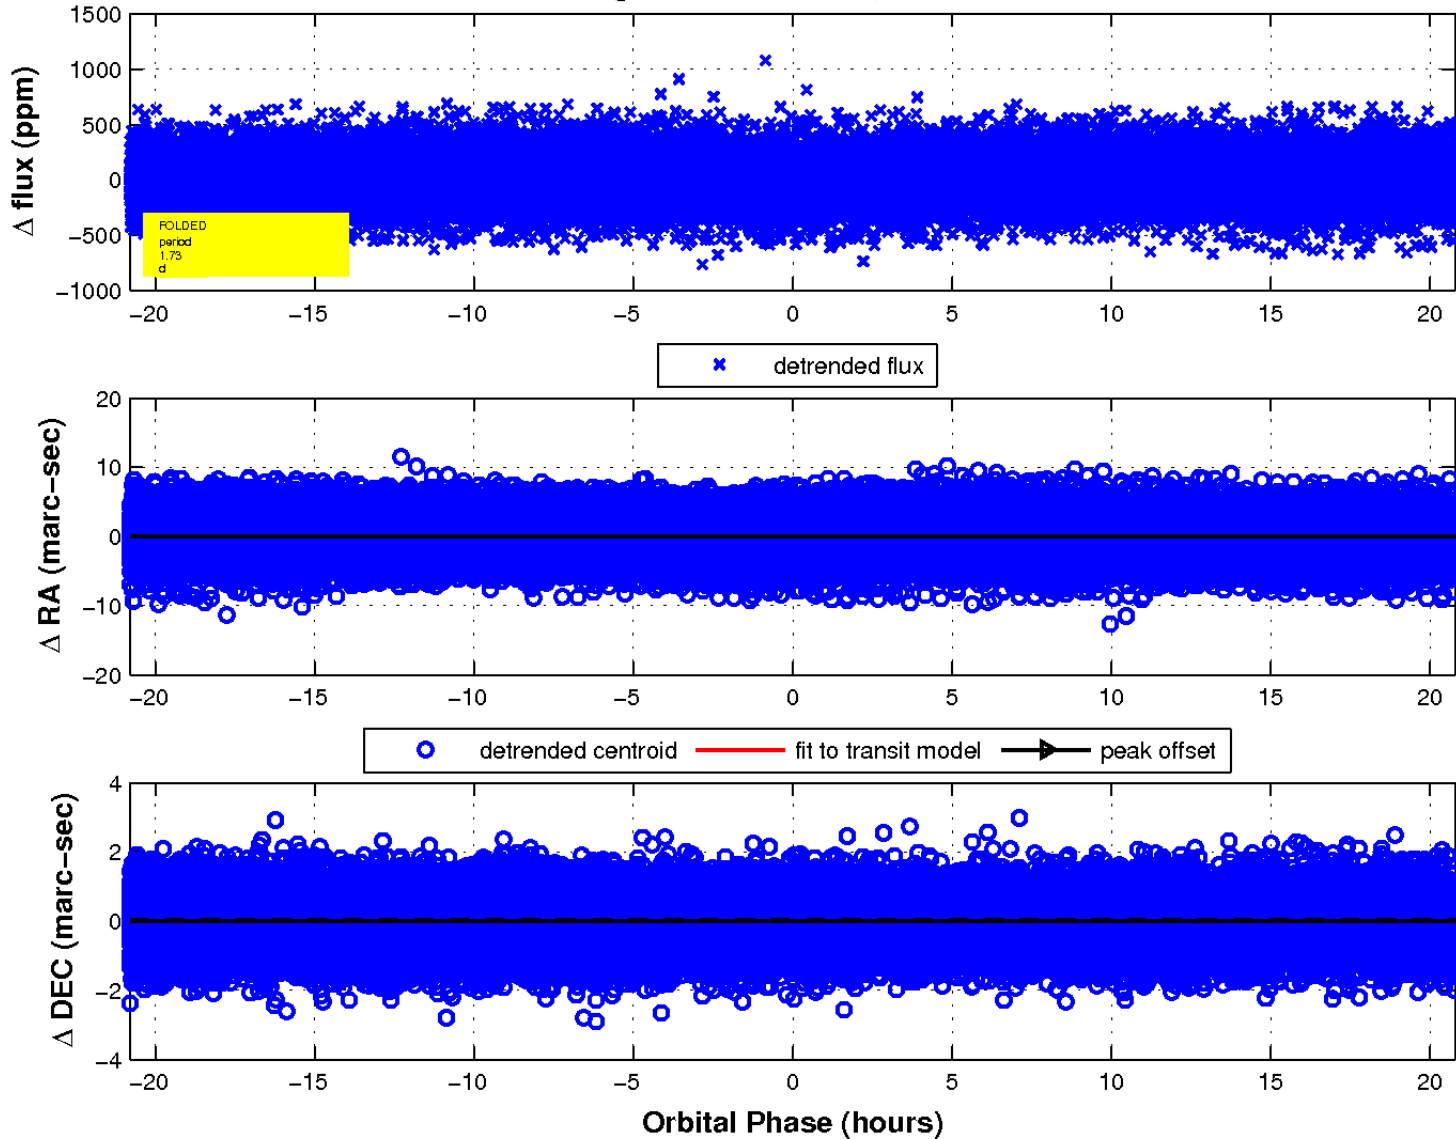 1500
1000
500
0
−500
−1000
Δ flux (ppm)
FOLDED
period
1.73
d
−20 −15 −10 −5 0 5 10 15 20
detrended flux
20
10
0
−10
−20
Δ RA (marc−sec)
−20 −15 −10 −5 0 5 10 15 20
detrended centroid fit to transit model peak offset
4
2
0
−2
−4
Δ DEC (marc−sec)
−20 −15 −10 −5 0 5 10 15 20
Orbital Phase (hours)